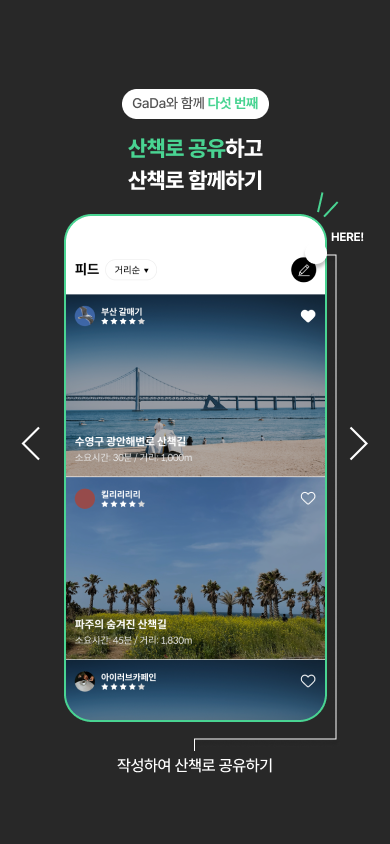 GaDa와 함께 다섯 번째
산책로 공유하고
산책로 함께하기
HERE!
피드
거리순 ▾
부산 갈매기
수영구 광안해변로 산책길
소요시간: 30분 / 거리: 1,000m
킬리리리리
파주의 숨겨진 산책길
소요시간: 45분 / 거리: 1,830m
아이러브카페인
작성하여 산책로 공유하기